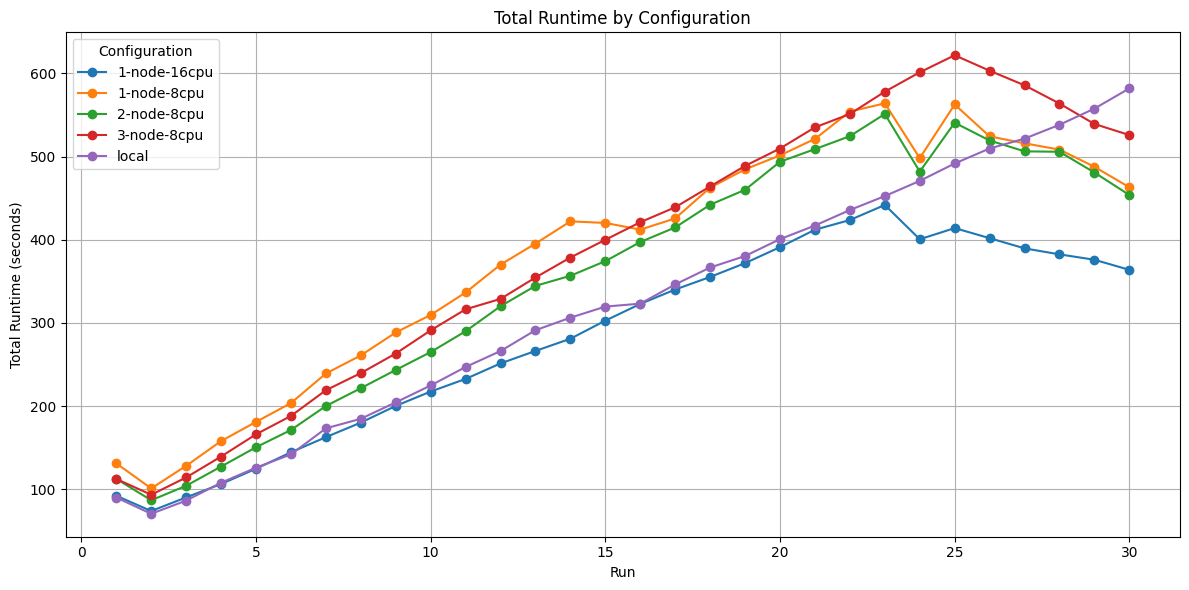 Total Runtime by Configuration
Configuration
1-node-16cpu
1-node-8cpu
2-node-8cpu
3-node-8cpu
local
Total Runtime (seconds)
600
500
400
300
200
100
0
5
10
15
20
25
30
Run